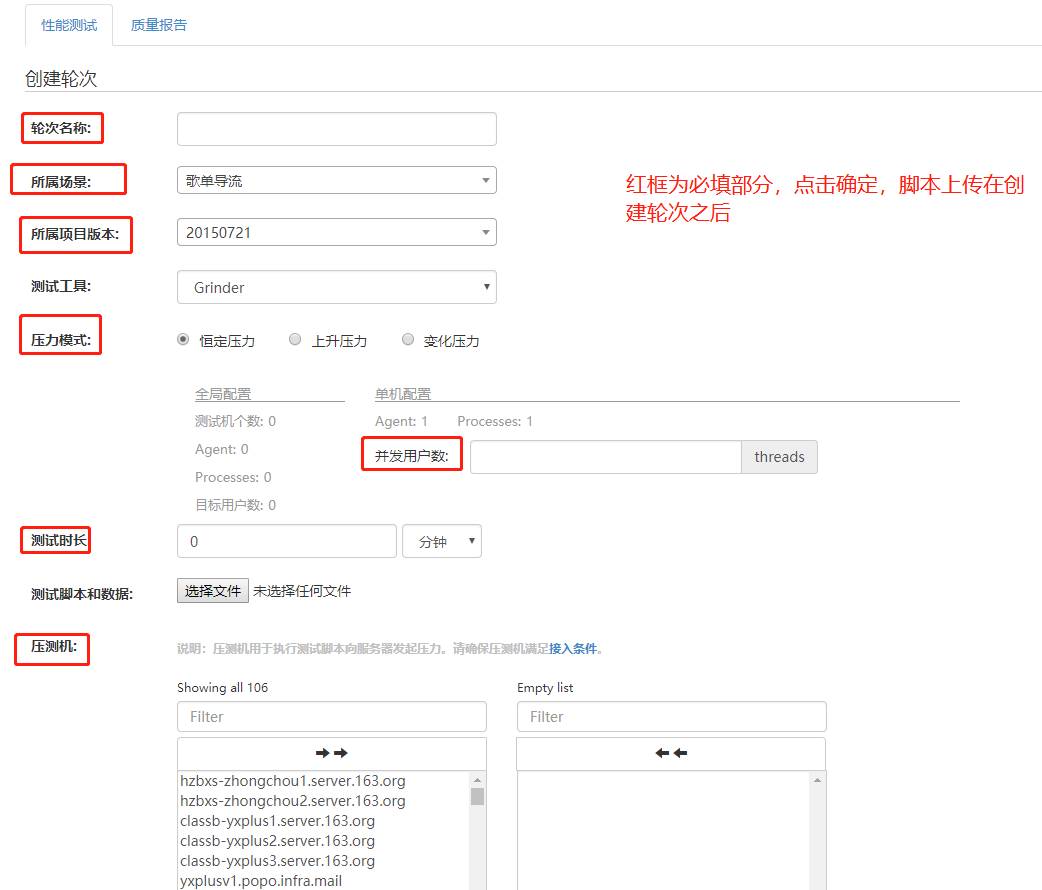 性能测试 质量报告
创建轮次
轮次名称:
所属场景: 歌单导流
红框为必填部分，点击确定，脚本上传在创
建轮次之后
所属项目版本: 20150721
测试工具: Grinder
压力模式: 恒定压力 上升压力 变化压力
全局配置 单机配置
测试机个数: 0 Agent: 1 Processes: 1
Agent: 0 并发用户数: threads
Processes: 0
目标用户数: 0
测试时长 0 分钟
测试脚本和数据: 选择文件 未选择任何文件
压测机: 说明：压测机用于执行测试脚本向服务器发起压力。请确保压测机满足接入条件。
Showing all 106 Empty list
Filter Filter
hzbxs-zhongchou1.server.163.org
hzbxs-zhongchou2.server.163.org
classb-yxplus1.server.163.org
classb-yxplus2.server.163.org
classb-yxplus3.server.163.org
yxplusv1.popo.infra.mail